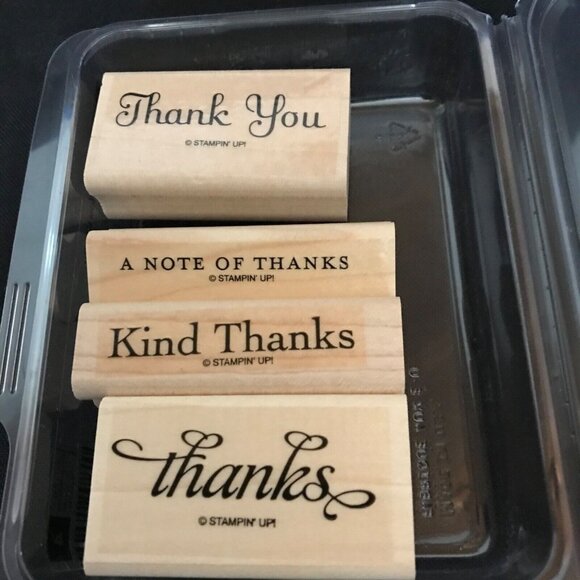 Thank You
© STAMPIN' UP!
A NOTE OF THANKS
© STAMPIN' UP!
Kind Thanks
© STAMPIN' UP!
thanks
© STAMPIN' UP!